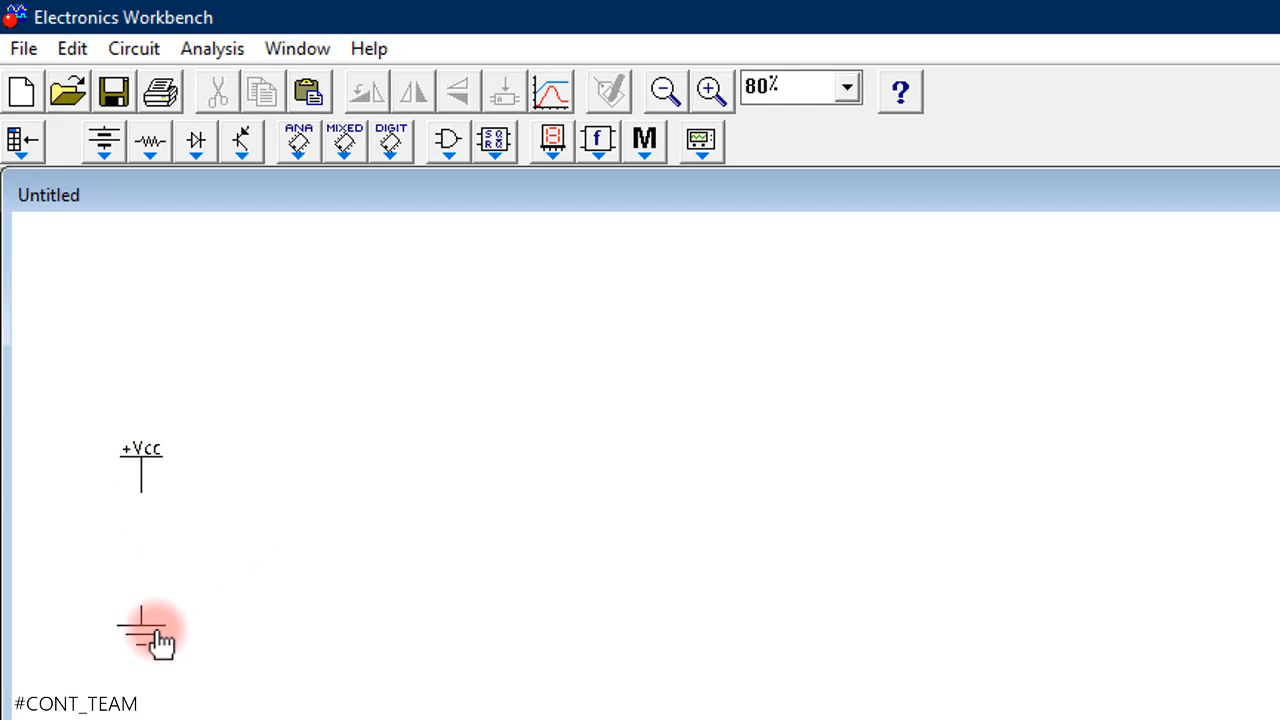 Electronics Workbench
File Edit Circuit Analysis Window Help
80%
?
ANA MIXED DIGIT
f M
Untitled
+Vcc
#CONT_TEAM